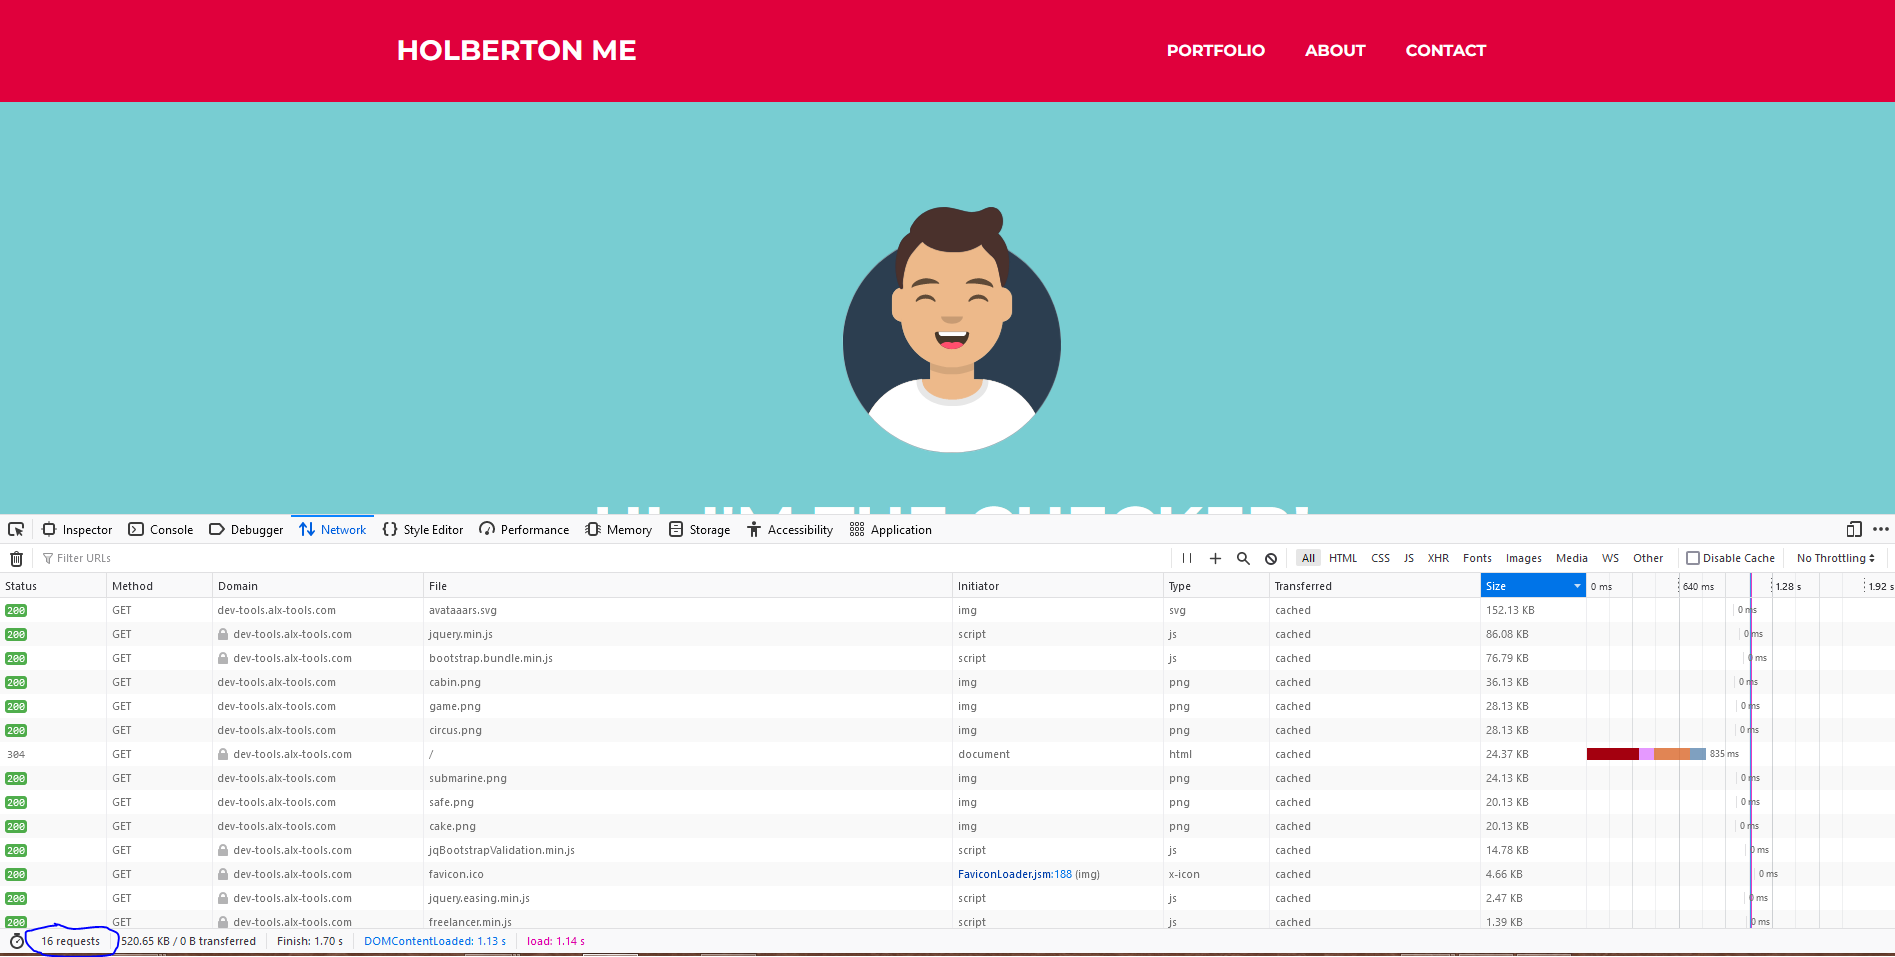 HOLBERTON ME PORTFOLIO ABOUT CONTACT
HI, I'M THE CHECKER!
Inspector Console Debugger Network Style Editor Performance Memory Storage Accessibility Application
Filter URLs All HTML CSS JS XHR Fonts Images Media WS Other Disable Cache No Throttling
Status Method Domain File Initiator Type Transferred Size 0 ms 640 ms 1.28 s 1.92 s
200 GET dev-tools.alx-tools.com avataaars.svg img svg cached 152.13 KB 0 ms
200 GET dev-tools.alx-tools.com jquery.min.js script js cached 86.08 KB 0 ms
200 GET dev-tools.alx-tools.com bootstrap.bundle.min.js script js cached 76.79 KB 0 ms
200 GET dev-tools.alx-tools.com cabin.png img png cached 36.13 KB 0 ms
200 GET dev-tools.alx-tools.com game.png img png cached 28.13 KB 0 ms
200 GET dev-tools.alx-tools.com circus.png img png cached 28.13 KB 0 ms
304 GET dev-tools.alx-tools.com / document html cached 24.37 KB 835 ms
200 GET dev-tools.alx-tools.com submarine.png img png cached 24.13 KB 0 ms
200 GET dev-tools.alx-tools.com safe.png img png cached 20.13 KB 0 ms
200 GET dev-tools.alx-tools.com cake.png img png cached 20.13 KB 0 ms
200 GET dev-tools.alx-tools.com jqBootstrapValidation.min.js script js cached 14.78 KB 0 ms
200 GET dev-tools.alx-tools.com favicon.ico FaviconLoader.jsm:188 (img) x-icon cached 4.66 KB 0 ms
200 GET dev-tools.alx-tools.com jquery.easing.min.js script js cached 2.47 KB 0 ms
200 GET dev-tools.alx-tools.com freelancer.min.js script js cached 1.39 KB 0 ms
16 requests 520.65 KB / 0 B transferred Finish: 1.70 s DOMContentLoaded: 1.13 s load: 1.14 s